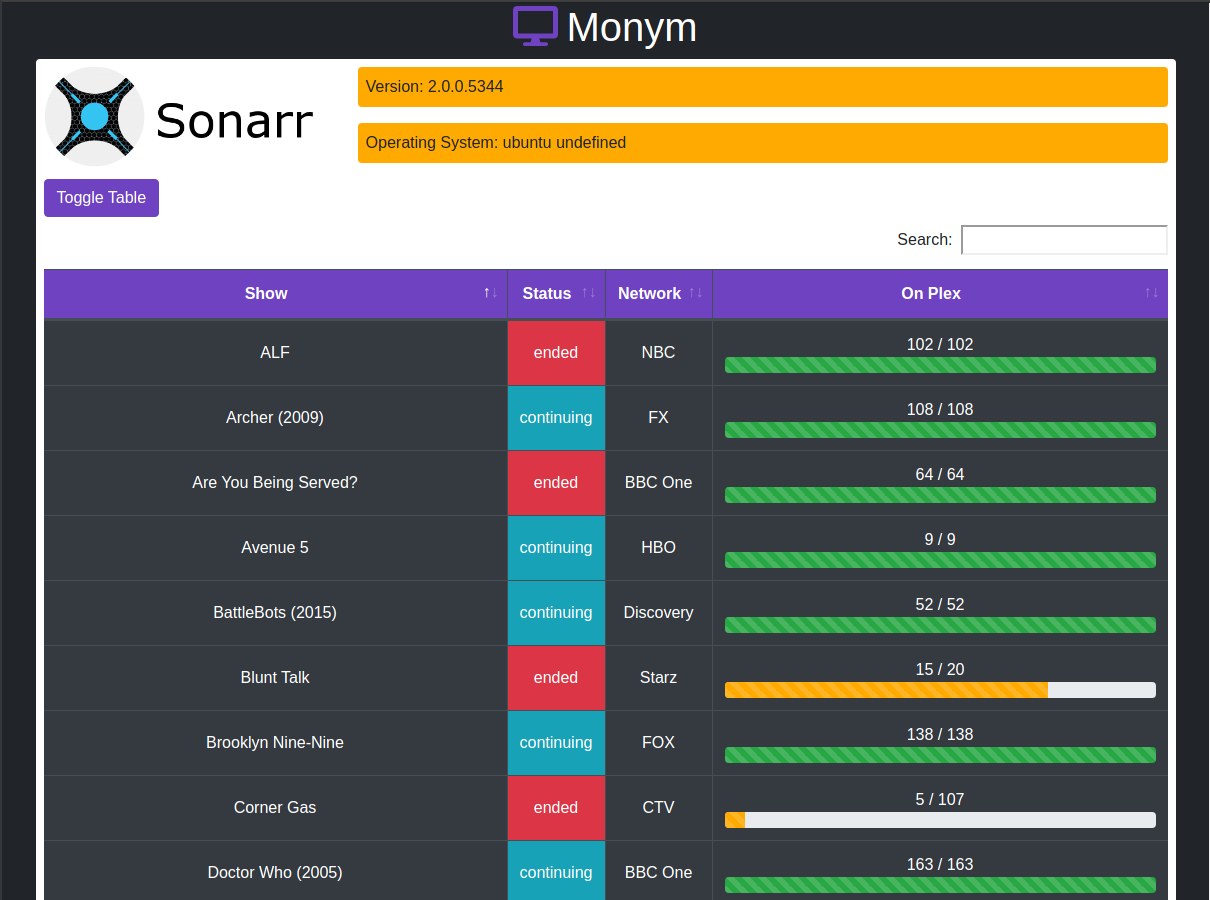 Monym
Sonarr
Version: 2.0.0.5344
Operating System: ubuntu undefined
Toggle Table
Search:
Show ↑↓ Status ↑↓ Network ↑↓ On Plex ↑↓
ALF ended NBC 102 / 102
Archer (2009) continuing FX 108 / 108
Are You Being Served? ended BBC One 64 / 64
Avenue 5 continuing HBO 9 / 9
BattleBots (2015) continuing Discovery 52 / 52
Blunt Talk ended Starz 15 / 20
Brooklyn Nine-Nine continuing FOX 138 / 138
Corner Gas ended CTV 5 / 107
Doctor Who (2005) continuing BBC One 163 / 163